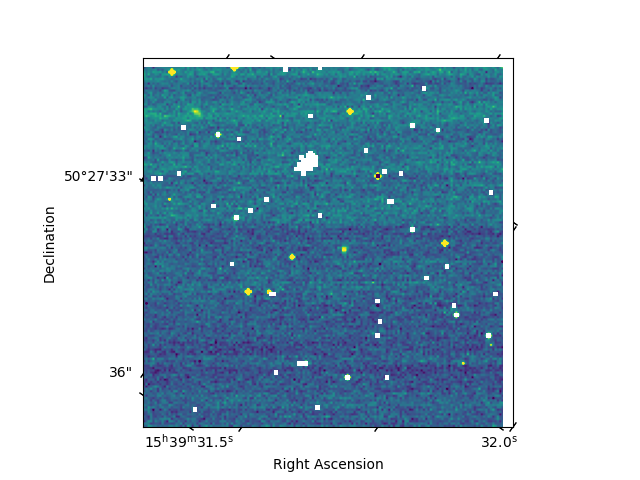 50°27'33"
Declination
36"
15ʰ39ᵐ31.5ˢ
32.0ˢ
Right Ascension